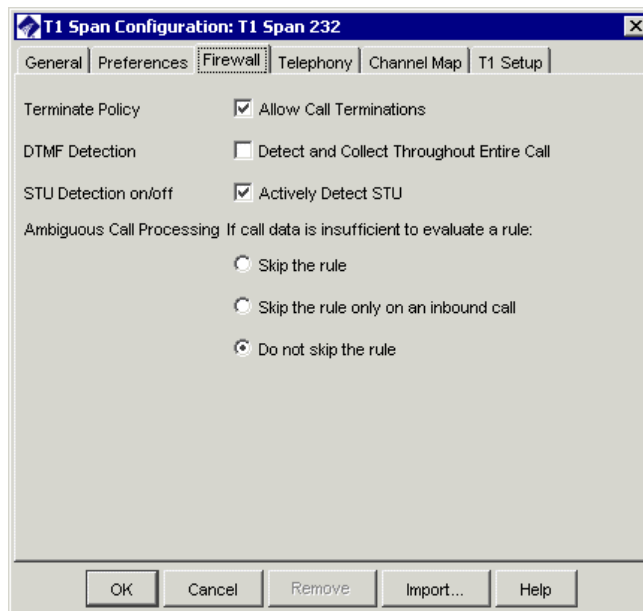 T1 Span Configuration: T1 Span 232
General Preferences Firewall Telephony Channel Map T1 Setup
Terminate Policy Allow Call Terminations
DTMF Detection Detect and Collect Throughout Entire Call
STU Detection on/off Actively Detect STU
Ambiguous Call Processing If call data is insufficient to evaluate a rule:
Skip the rule
Skip the rule only on an inbound call
Do not skip the rule
OK Cancel Remove Import... Help